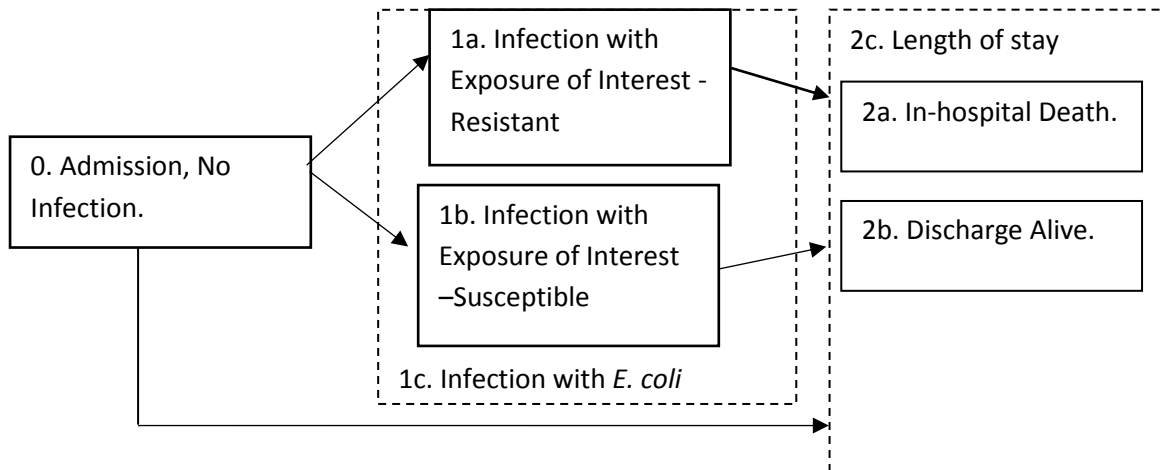 0. Admission, No
Infection.
1a. Infection with
Exposure of Interest -
Resistant
1b. Infection with
Exposure of Interest
–Susceptible
1c. Infection with E. coli
2c. Length of stay
2a. In-hospital Death.
2b. Discharge Alive.